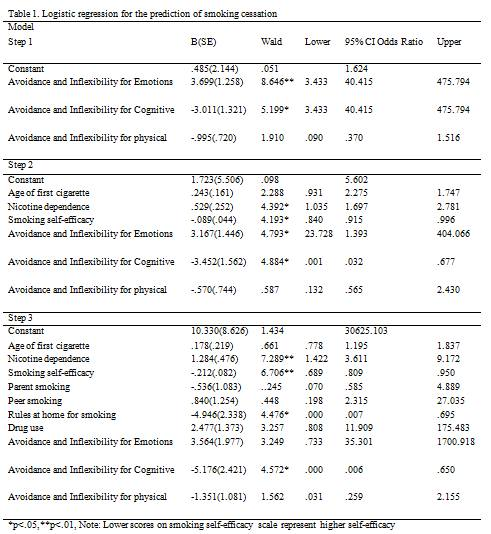 Table 1. Logistic regression for the prediction of smoking cessation
Model
Step 1 B(SE) Wald Lower 95% CI Odds Ratio Upper
Constant .485(2.144) .051 1.624
Avoidance and Inflexibility for Emotions 3.699(1.258) 8.646** 3.433 40.415 475.794
Avoidance and Inflexibility for Cognitive -3.011(1.321) 5.199* 3.433 40.415 475.794
Avoidance and Inflexibility for physical -.995(.720) 1.910 .090 .370 1.516
Step 2
Constant 1.723(5.506) .098 5.602
Age of first cigarette .243(.161) 2.288 .931 2.275 1.747
Nicotine dependence .529(.252) 4.392* 1.035 1.697 2.781
Smoking self-efficacy -.089(.044) 4.193* .840 .915 .996
Avoidance and Inflexibility for Emotions 3.167(1.446) 4.793* 23.728 1.393 404.066
Avoidance and Inflexibility for Cognitive -3.452(1.562) 4.884* .001 .032 .677
Avoidance and Inflexibility for physical -.570(.744) .587 .132 .565 2.430
Step 3
Constant 10.330(8.626) 1.434 30625.103
Age of first cigarette .178(.219) .661 .778 1.195 1.837
Nicotine dependence 1.284(.476) 7.289** 1.422 3.611 9.172
Smoking self-efficacy -.212(.082) 6.706** .689 .809 .950
Parent smoking -.536(1.083) ..245 .070 .585 4.889
Peer smoking .840(1.254) .448 .198 2.315 27.035
Rules at home for smoking -4.946(2.338) 4.476* .000 .007 .695
Drug use 2.477(1.373) 3.257 .808 11.909 175.483
Avoidance and Inflexibility for Emotions 3.564(1.977) 3.249 .733 35.301 1700.918
Avoidance and Inflexibility for Cognitive -5.176(2.421) 4.572* .000 .006 .650
Avoidance and Inflexibility for physical -1.351(1.081) 1.562 .031 .259 2.155
*p<.05, **p<.01, Note: Lower scores on smoking self-efficacy scale represent higher self-efficacy